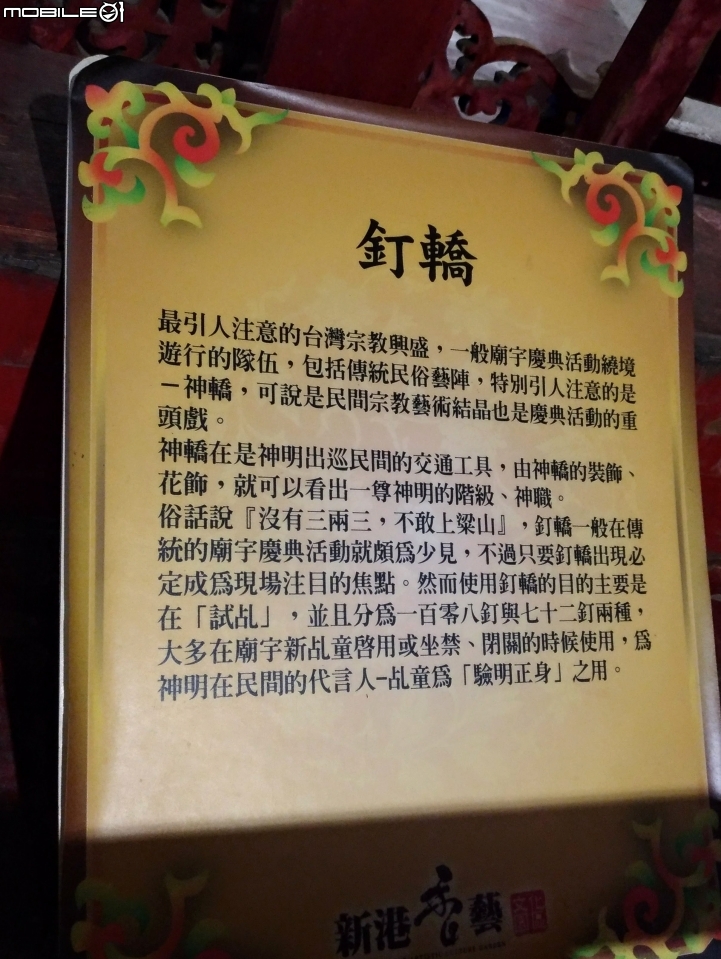 MOBILE01
釘轎
最引人注意的台灣宗教興盛，一般廟宇慶典活動繞境
遊行的隊伍，包括傳統民俗藝陣，特別引人注意的是
－神轎，可說是民間宗教藝術結晶也是慶典活動的重
頭戲。
神轎在是神明出巡民間的交通工具，由神轎的裝飾、
花飾，就可以看出一尊神明的階級、神職。
俗話說『沒有三兩三，不敢上梁山』，釘轎一般在傳
統的廟宇慶典活動就頗為少見，不過只要釘轎出現必
定成為現場注目的焦點。然而使用釘轎的目的主要是
在「試乩」，並且分為一百零八釘與七十二釘兩種，
大多在廟宇新乩童啓用或坐禁、閉關的時候使用，為
神明在民間的代言人－乩童為「驗明正身」之用。
新港香藝